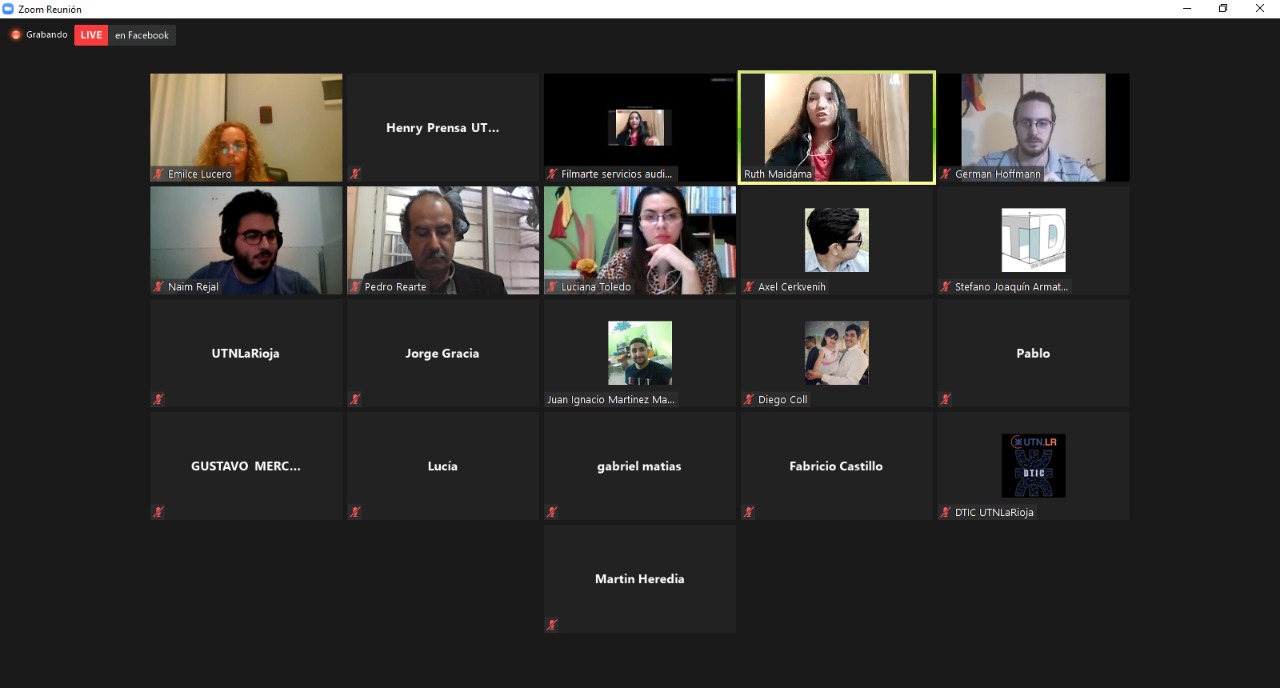 Zoom Reunión
Grabando
LIVE
en Facebook
Emilce Lucero
Henry Prensa UT...
Filmarte servicios audi...
Ruth Maidama
German Hoffmann
Naim Rejal
Pedro Rearte
Luciana Toledo
Axel Cerkvenih
TD
Stefano Joaquín Armat...
UTNLaRioja
Jorge Gracia
Juan Ignacio Martinez Ma...
Diego Coll
Pablo
GUSTAVO MERC...
Lucía
gabriel matias
Fabricio Castillo
UTN.LR
DTIC
DTIC UTNLaRioja
Martin Heredia